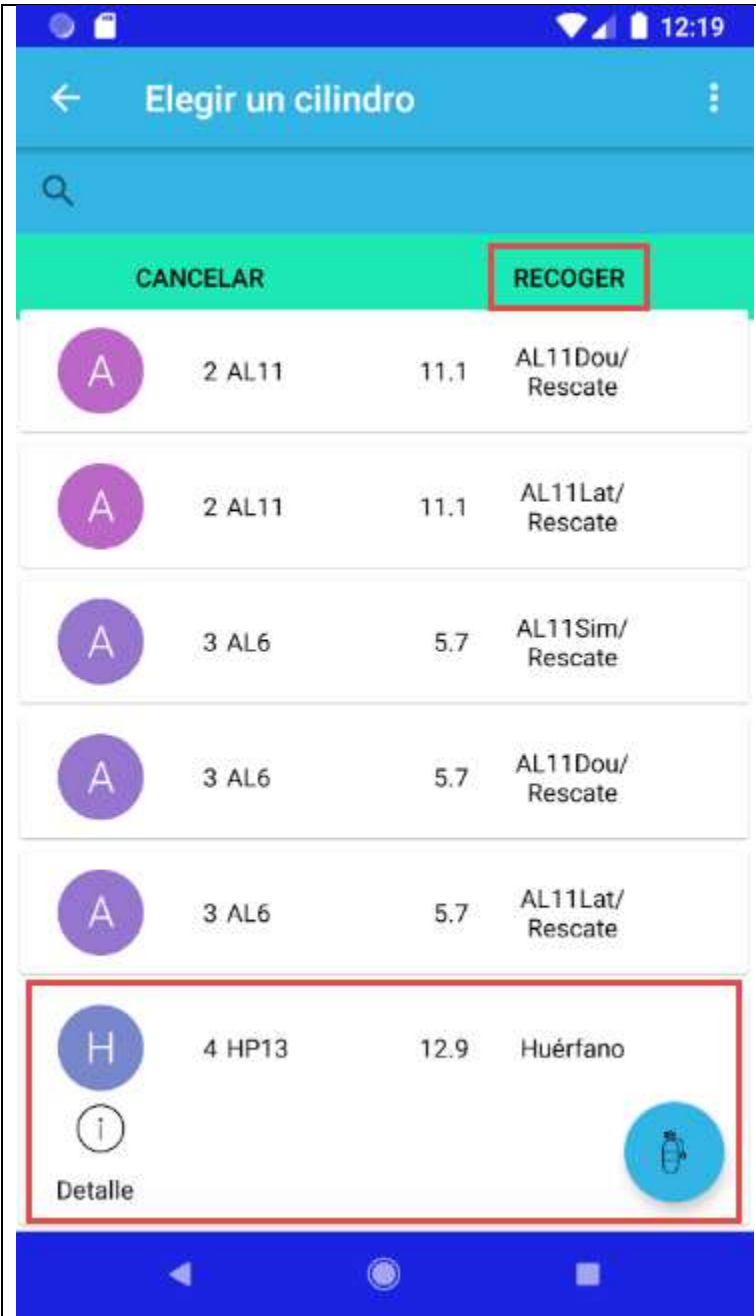 12:19
Elegir un cilindro
CANCELAR RECOGER
A 2 AL11 11.1 AL11Dou/
Rescate
A 2 AL11 11.1 AL11Lat/
Rescate
A 3 AL6 5.7 AL11Sim/
Rescate
A 3 AL6 5.7 AL11Dou/
Rescate
A 3 AL6 5.7 AL11Lat/
Rescate
H 4 HP13 12.9 Huérfano
Detalle